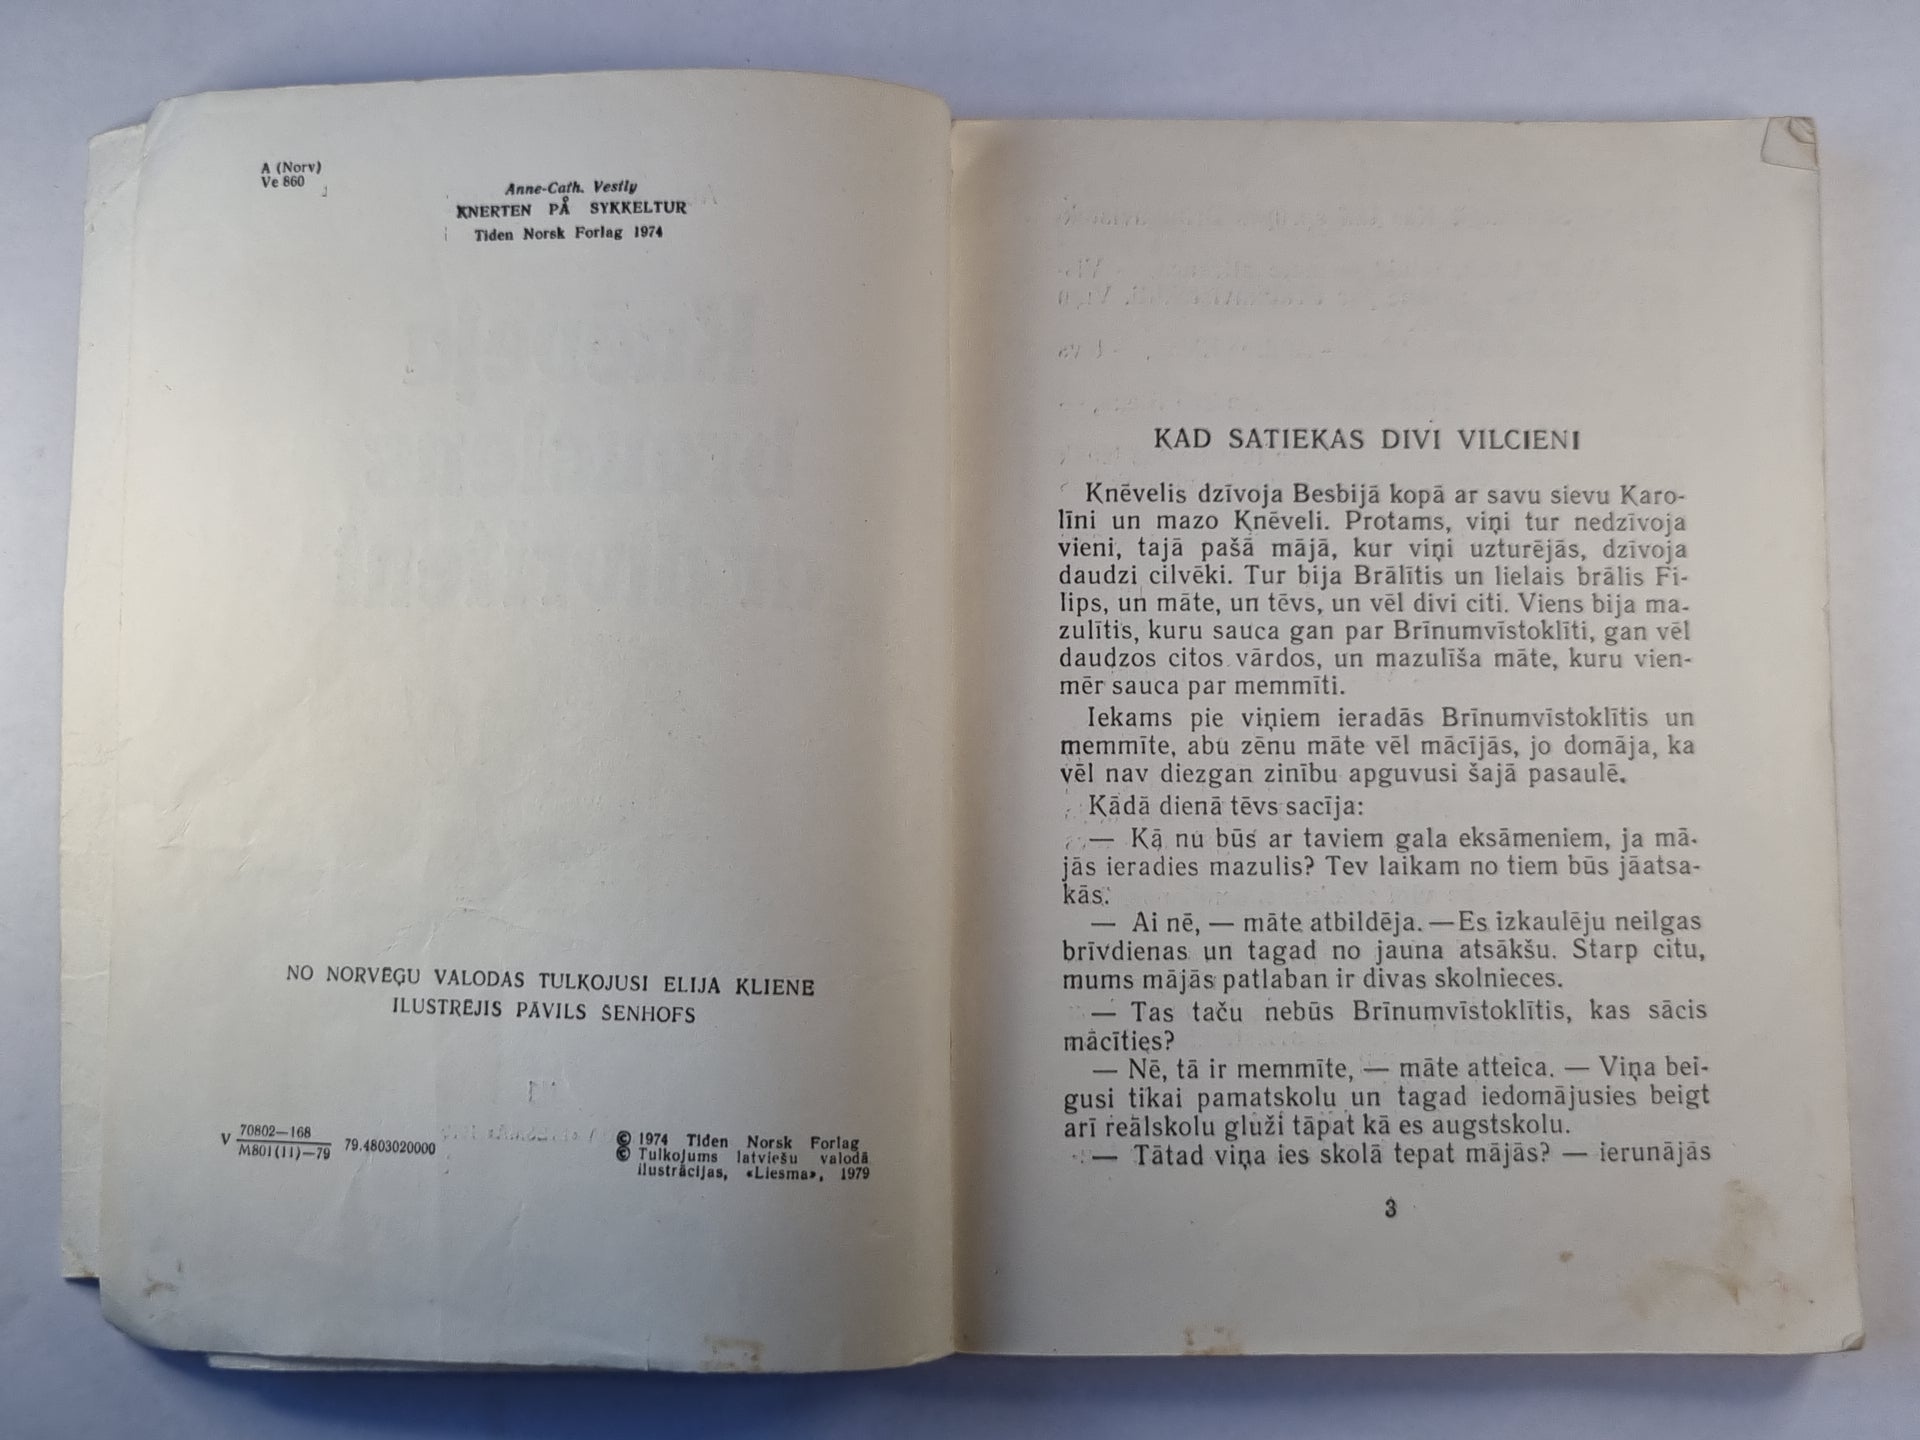 A (Norv)
Ve 860
Anne-Cath. Vestly
KNERTEN PÅ SYKKELTUR
Tiden Norsk Forlag 1974
NO NORVĒĢU VALODAS TULKOJUSI ELIJA KLIENE
ILUSTRĒJIS PĀVILS ŠENHOFS
V 70802—168
M801(11)—79 79.4803020000
© 1974 Tiden Norsk Forlag
© Tulkojums latviešu valodā
ilustrācijas, «Liesma», 1979
KAD SATIEKAS DIVI VILCIENI
Knēvelis dzīvoja Besbijā kopā ar savu sievu Karo-
līni un mazo Knēveli. Protams, viņi tur nedzīvoja
vieni, tajā pašā mājā, kur viņi uzturējās, dzīvoja
daudzi cilvēki. Tur bija Brālītis un lielais brālis Fi-
lips, un māte, un tēvs, un vēl divi citi. Viens bija ma-
zulītis, kuru sauca gan par Brīnumvīstoklīti, gan vēl
daudzos citos vārdos, un mazulīša māte, kuru vien-
mēr sauca par memmīti.
Iekams pie viņiem ieradās Brīnumvīstoklītis un
memmīte, abu zēnu māte vēl mācījās, jo domāja, ka
vēl nav diezgan zinību apguvusi šajā pasaulē.
Kādā dienā tēvs sacīja:
— Kā nu būs ar taviem gala eksāmeniem, ja mā-
jās ieradies mazulis? Tev laikam no tiem būs jāatsa-
kās.
— Ai nē, — māte atbildēja. — Es izkaulēju neilgas
brīvdienas un tagad no jauna atsākšu. Starp citu,
mums mājās patlaban ir divas skolnieces.
— Tas taču nebūs Brīnumvīstoklītis, kas sācis
mācīties?
— Nē, tā ir memmīte, — māte atteica. — Viņa bei-
gusi tikai pamatskolu un tagad iedomājusies beigt
arī reālskolu gluži tāpat kā es augstskolu.
— Tātad viņa ies skolā tepat mājās? — ierunājās
3